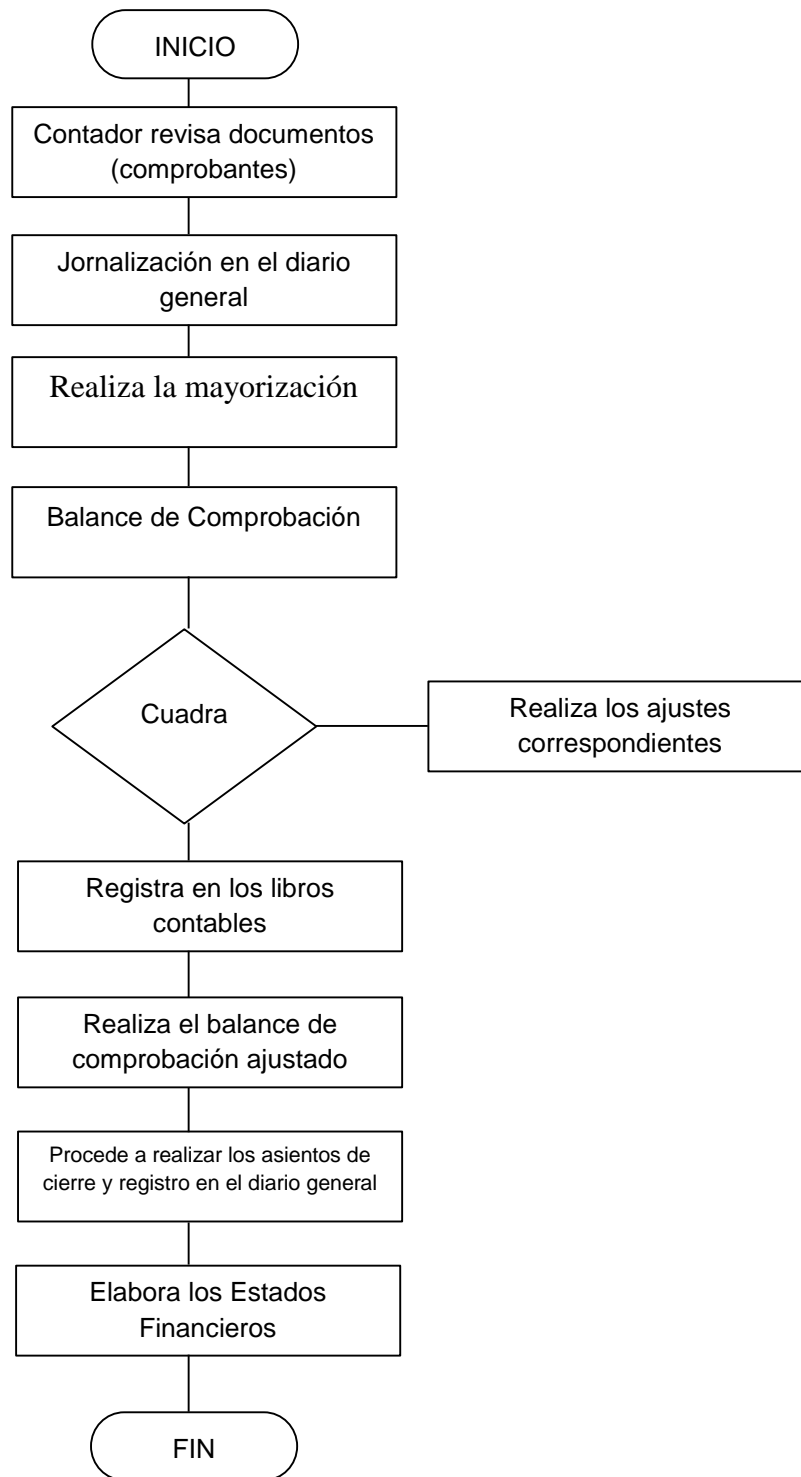 INICIO
Contador revisa documentos
(comprobantes)
Jornalización en el diario
general
Realiza la mayorización
Balance de Comprobación
Cuadra
Realiza los ajustes
correspondientes
Registra en los libros
contables
Realiza el balance de
comprobación ajustado
Procede a realizar los asientos de
cierre y registro en el diario general
Elabora los Estados
Financieros
FIN